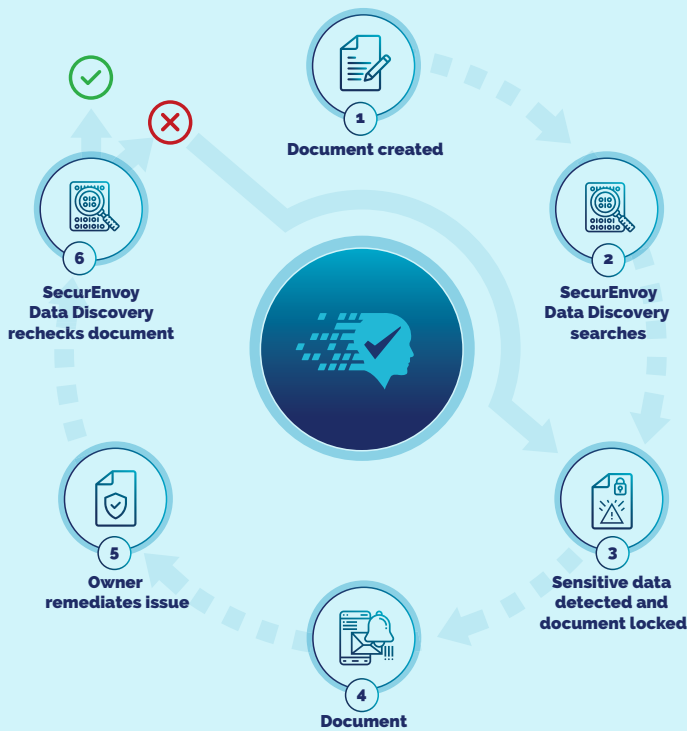 1
Document created
2
SecurEnvoy
Data Discovery
searches
3
Sensitive data
detected and
document locked
4
Document
5
Owner
remediates issue
6
SecurEnvoy
Data Discovery
rechecks document